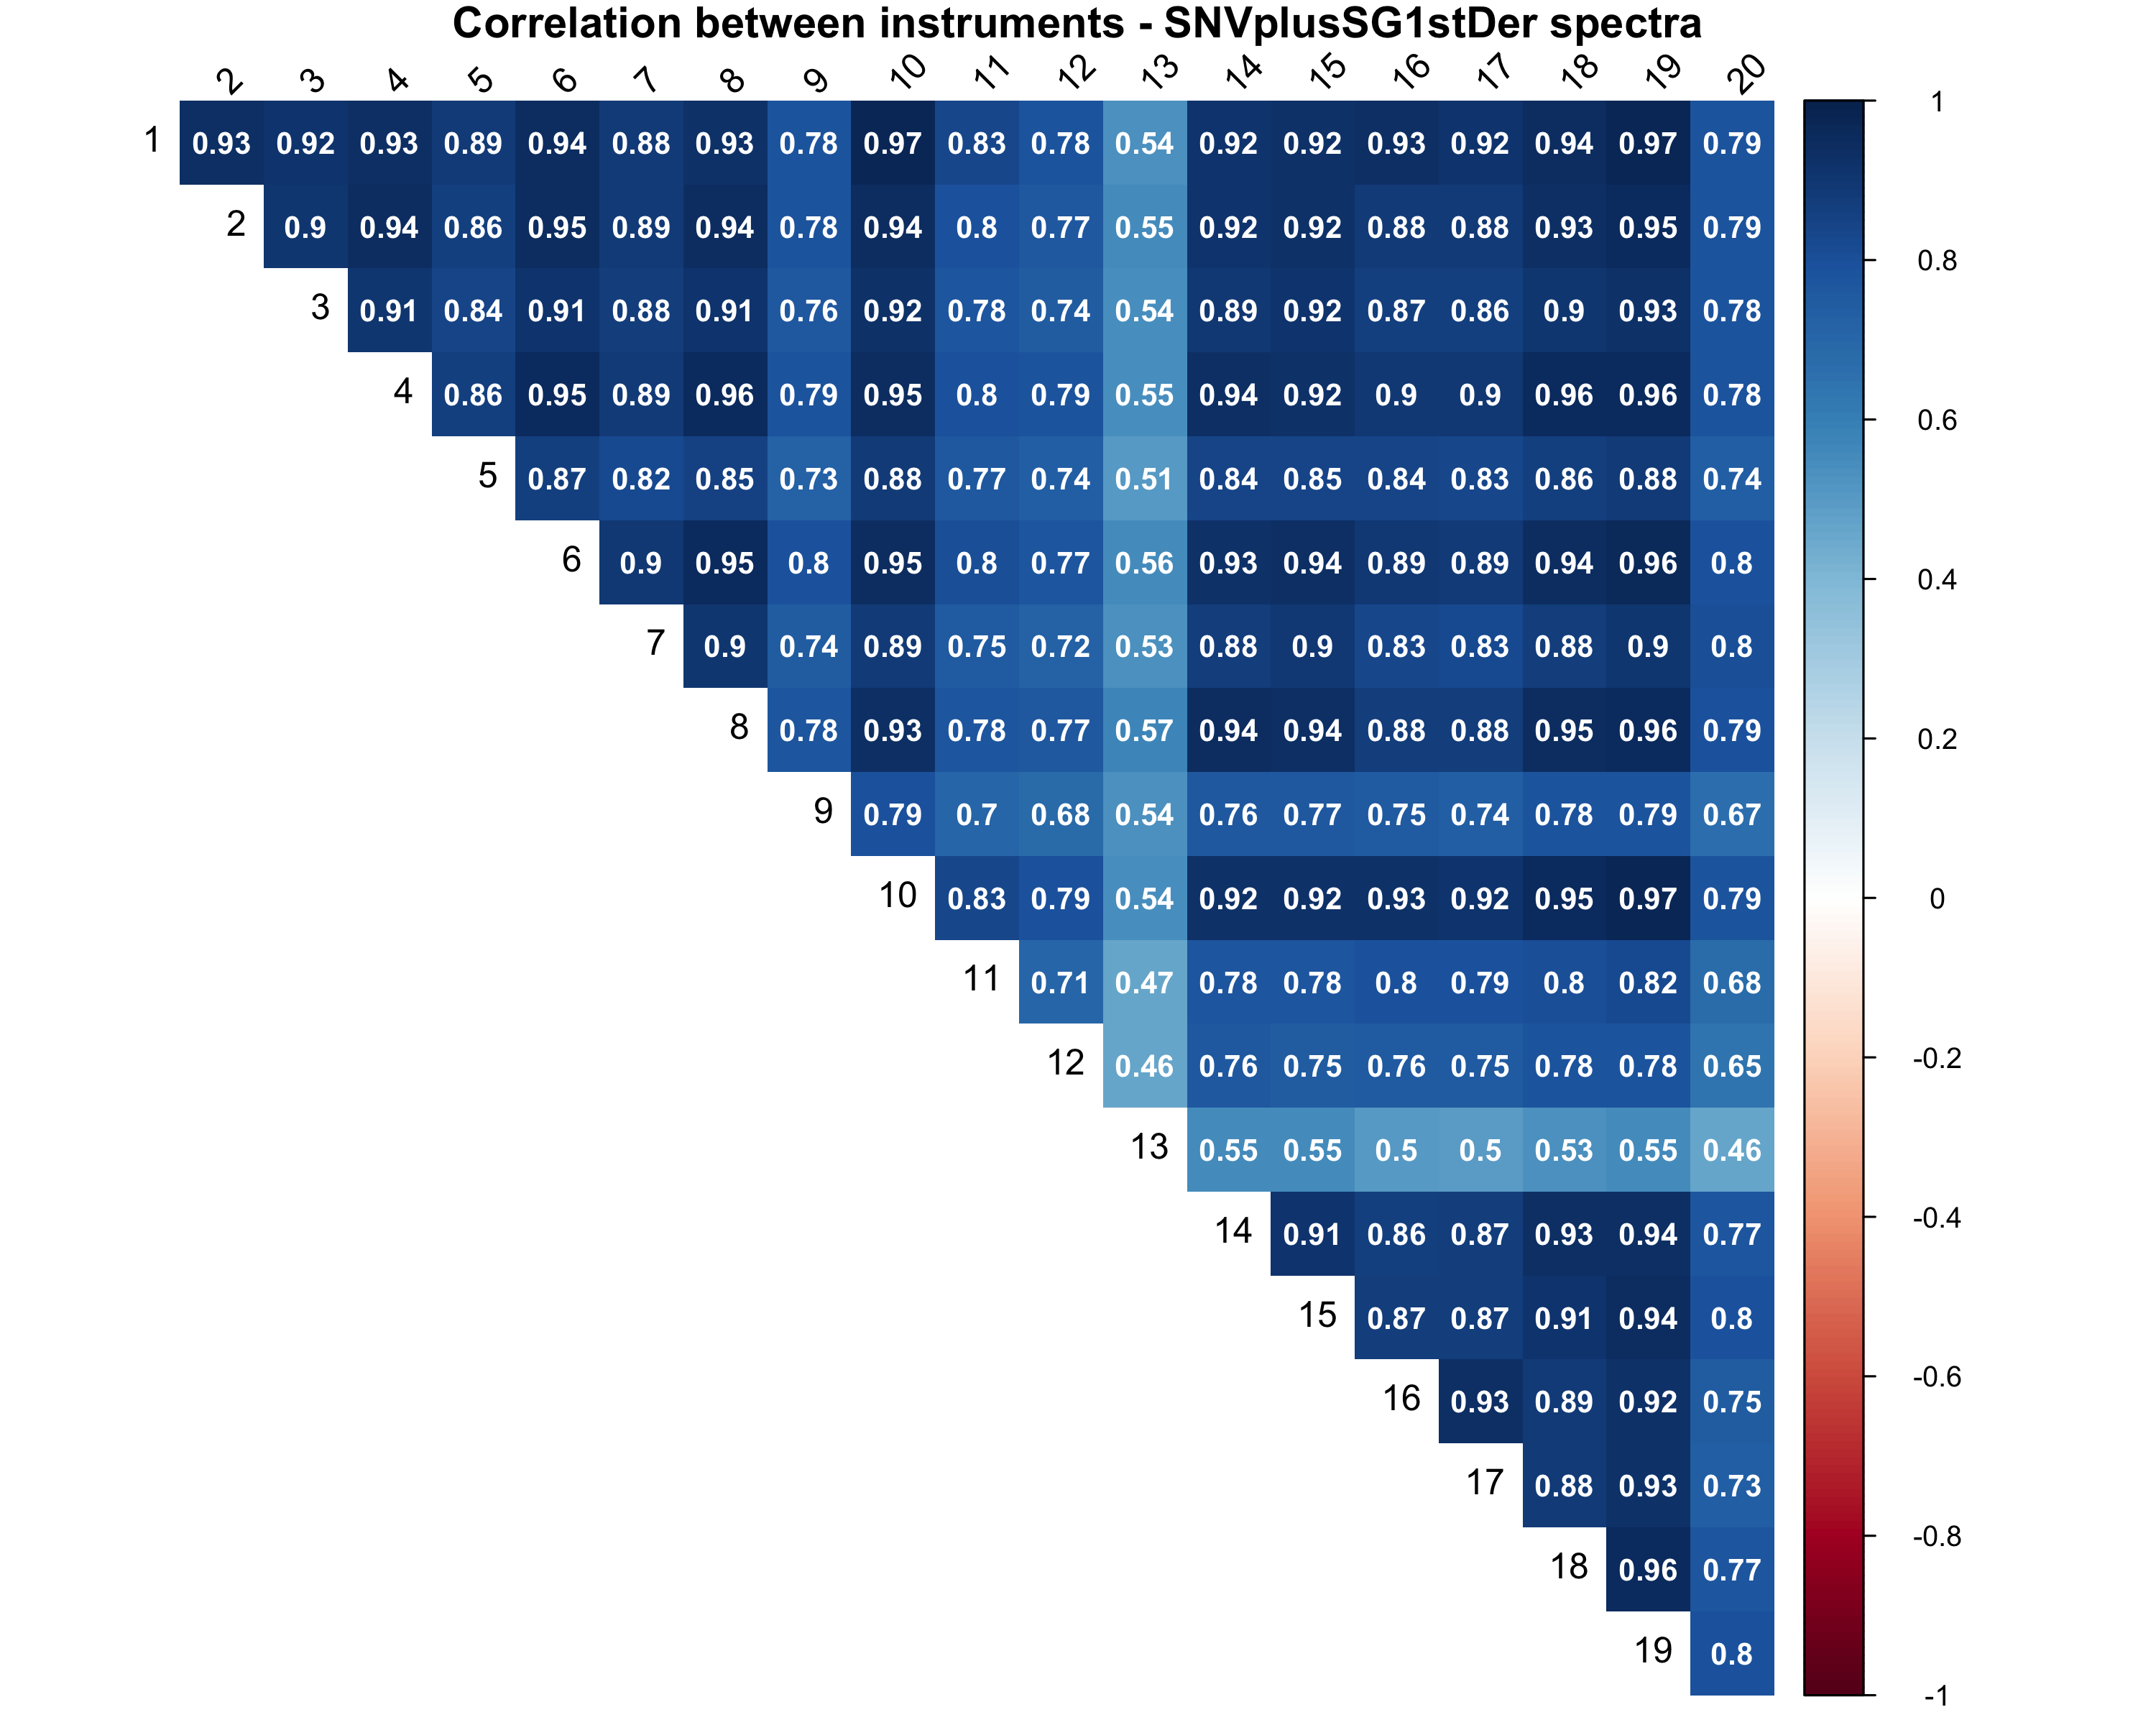 Correlation between instruments - SNVplusSG1stDer spectra
2 3 4 5 6 7 8 9 10 11 12 13 14 15 16 17 18 19 20
1 0.93 0.92 0.93 0.89 0.94 0.88 0.93 0.78 0.97 0.83 0.78 0.54 0.92 0.92 0.93 0.92 0.94 0.97 0.79
2 0.9 0.94 0.86 0.95 0.89 0.94 0.78 0.94 0.8 0.77 0.55 0.92 0.92 0.88 0.88 0.93 0.95 0.79
3 0.91 0.84 0.91 0.88 0.91 0.76 0.92 0.78 0.74 0.54 0.89 0.92 0.87 0.86 0.9 0.93 0.78
4 0.86 0.95 0.89 0.96 0.79 0.95 0.8 0.79 0.55 0.94 0.92 0.9 0.9 0.96 0.96 0.78
5 0.87 0.82 0.85 0.73 0.88 0.77 0.74 0.51 0.84 0.85 0.84 0.83 0.86 0.88 0.74
6 0.9 0.95 0.8 0.95 0.8 0.77 0.56 0.93 0.94 0.89 0.89 0.94 0.96 0.8
7 0.9 0.74 0.89 0.75 0.72 0.53 0.88 0.9 0.83 0.83 0.88 0.9 0.8
8 0.78 0.93 0.78 0.77 0.57 0.94 0.94 0.88 0.88 0.95 0.96 0.79
9 0.79 0.7 0.68 0.54 0.76 0.77 0.75 0.74 0.78 0.79 0.67
10 0.83 0.79 0.54 0.92 0.92 0.93 0.92 0.95 0.97 0.79
11 0.71 0.47 0.78 0.78 0.8 0.79 0.8 0.82 0.68
12 0.46 0.76 0.75 0.76 0.75 0.78 0.78 0.65
13 0.55 0.55 0.5 0.5 0.53 0.55 0.46
14 0.91 0.86 0.87 0.93 0.94 0.77
15 0.87 0.87 0.91 0.94 0.8
16 0.93 0.89 0.92 0.75
17 0.88 0.93 0.73
18 0.96 0.77
19 0.8
1
0.8
0.6
0.4
0.2
0
-0.2
-0.4
-0.6
-0.8
-1